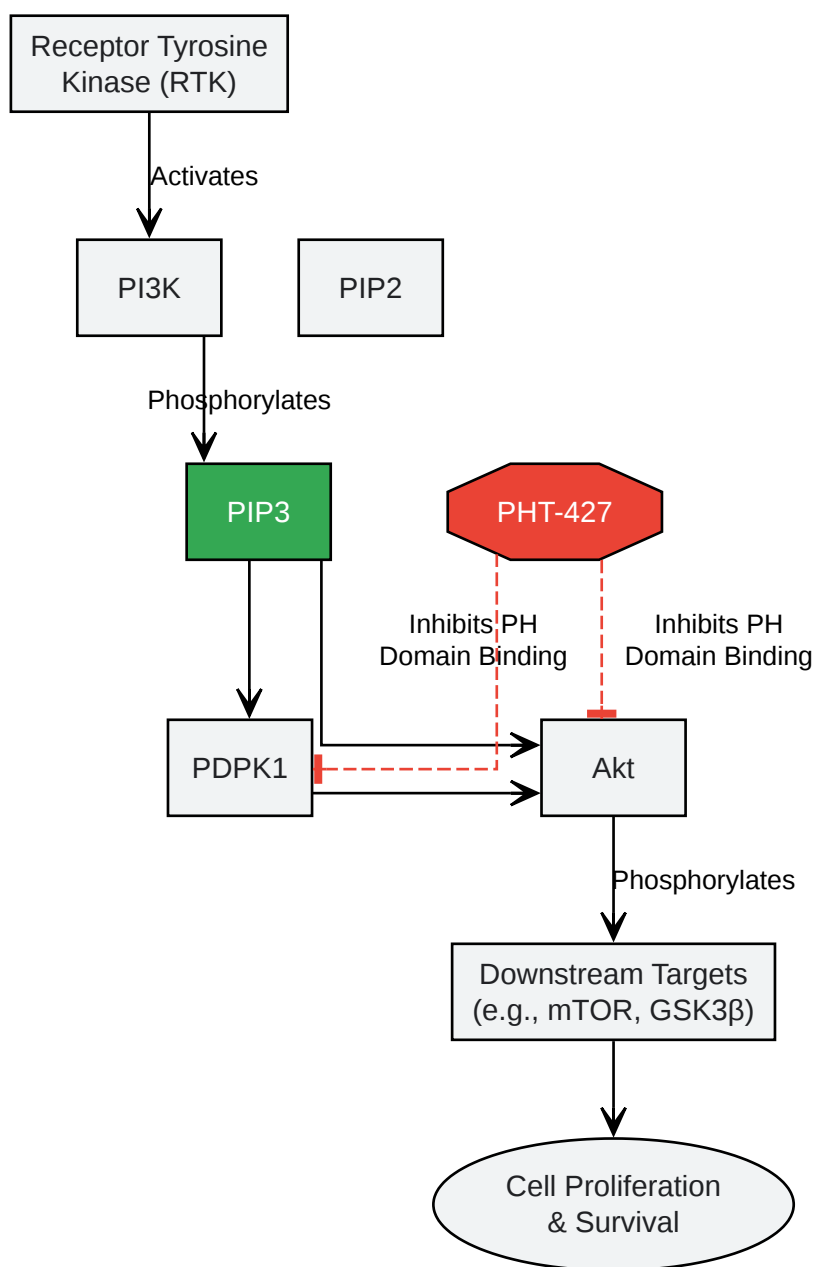 Receptor Tyrosine
Kinase (RTK)
Activates
PI3K
PIP2
Phosphorylates
PIP3
PHT-427
Inhibits PH
Domain Binding
Inhibits PH
Domain Binding
PDPK1
Akt
Phosphorylates
Downstream Targets
(e.g., mTOR, GSK3β)
Cell Proliferation
& Survival